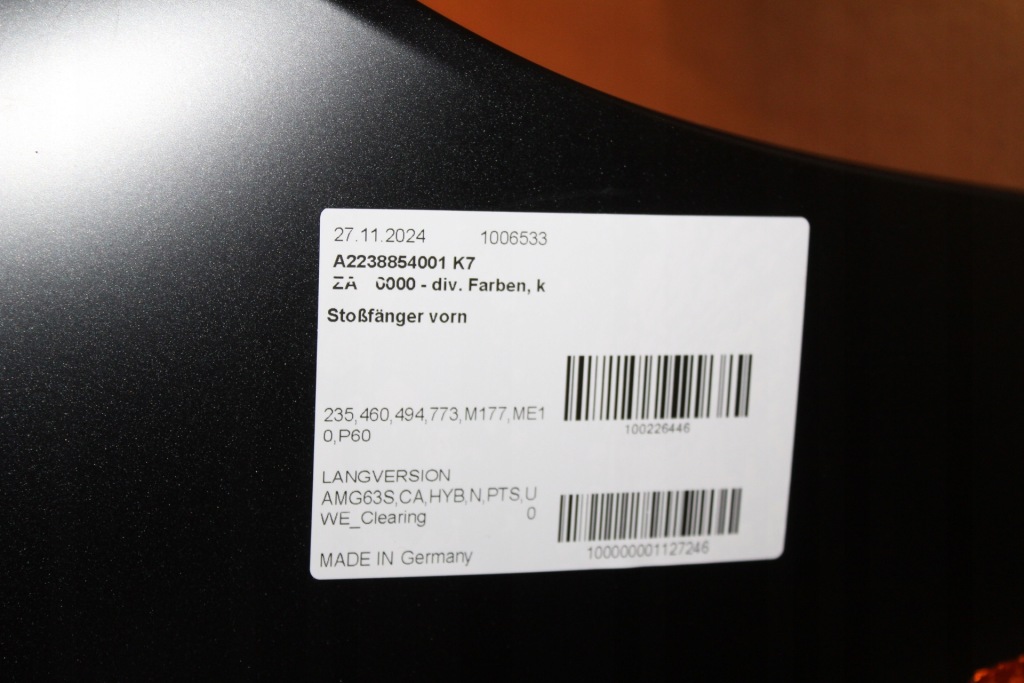 27.11.2024 1006533
A2238854001 K7
ZA 0000 - div. Farben, k
Stoßfänger vorn
235,460,494,773,M177,ME1
0,P60
100226446
LANGVERSION
AMG63S,CA,HYB,N,PTS,U
WE_Clearing 0
100000001127246
MADE IN Germany